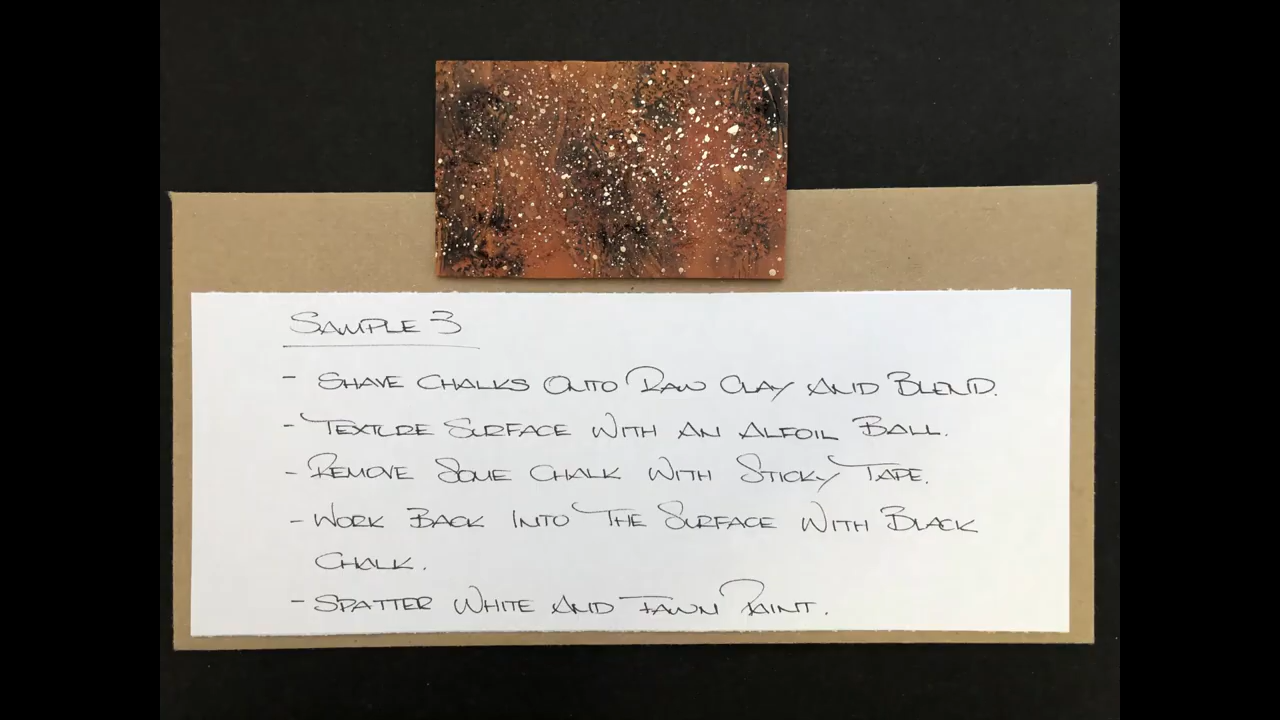 SAMPLE 3
- SHAVE CHALKS ONTO RAW CLAY AND BLEND.
- TEXTURE SURFACE WITH AN ALFOIL BALL.
- REMOVE SOME CHALK WITH STICKY TAPE.
- WORK BACK INTO THE SURFACE WITH BLACK
CHALK.
- SPATTER WHITE AND FAWN PAINT.